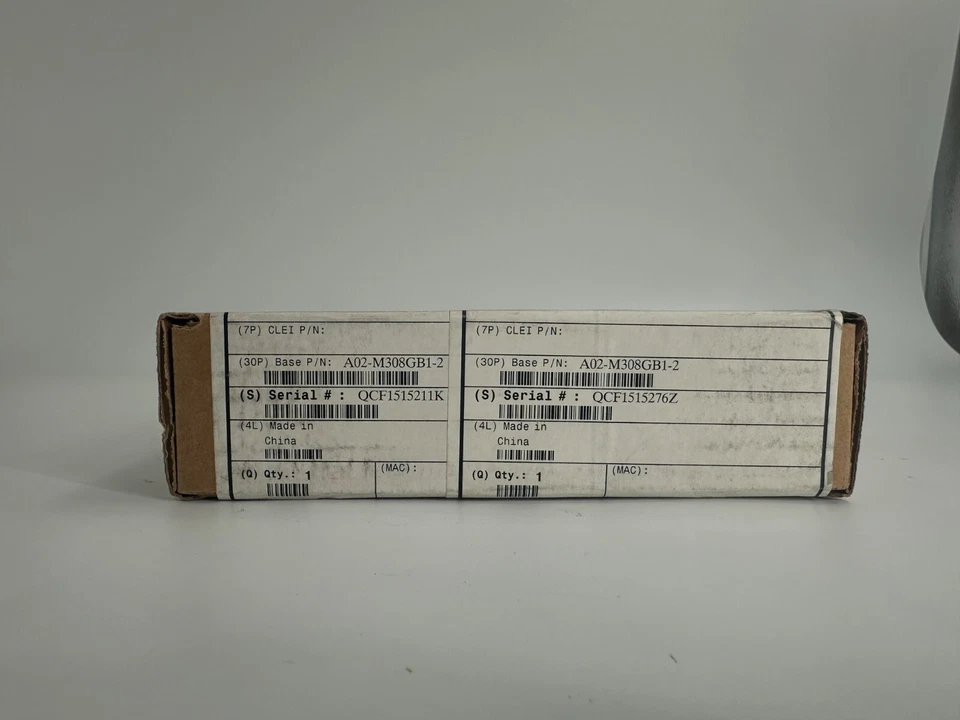 (7P) CLEI P/N:
(30P) Base P/N: A02-M308GB1-2
(S) Serial # : QCF1515211K
(4L) Made in
China
(Q) Qty.: 1
(MAC):
(7P) CLEI P/N:
(30P) Base P/N: A02-M308GB1-2
(S) Serial # : QCF1515276Z
(4L) Made in
China
(Q) Qty.: 1
(MAC):